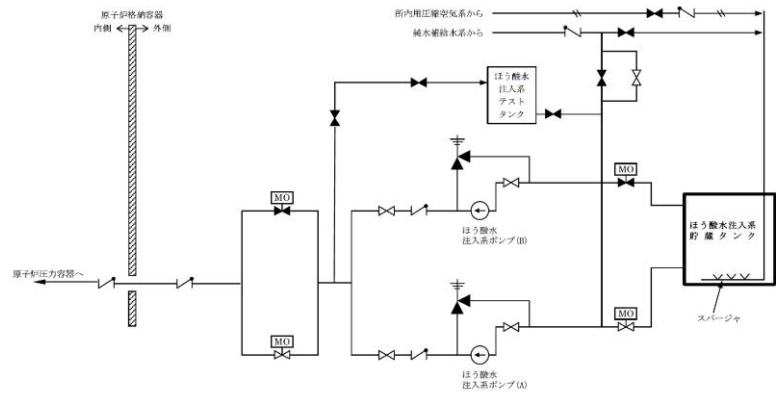 原子炉格納容器
内側 外側
所内用圧縮空気系から
純水補給水系から
ほう酸水
注入系
テスト
タンク
MO
MO
ほう酸水注入系
貯蔵タンク
ほう酸水
注入系ポンプ(B)
原子炉圧力容器へ
MO
MO
スパージャ
ほう酸水
注入系ポンプ(A)